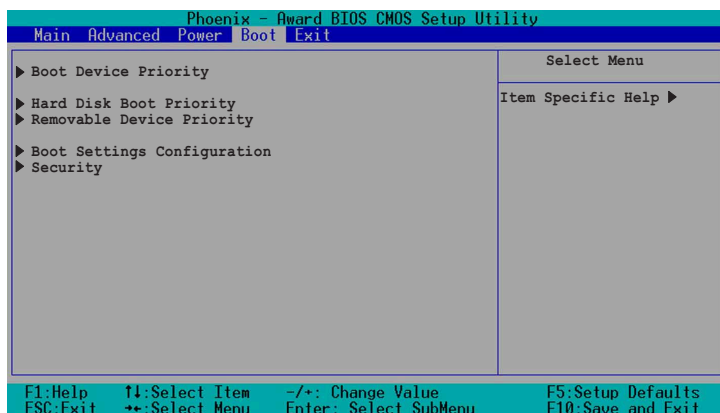 Phoenix - Award BIOS CMOS Setup Utility
Main Advanced Power Boot Exit
Boot Device Priority
Hard Disk Boot Priority
Removable Device Priority
Boot Settings Configuration
Security
Select Menu
Item Specific Help
F1:Help ↑↓:Select Item -/+: Change Value F5:Setup Defaults
ESC:Exit →←:Select Menu Enter: Select SubMenu F10:Save and Exit